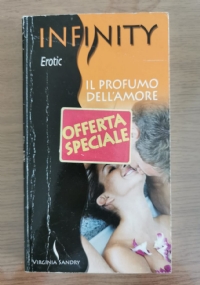 INFINITY
Erotic
IL PROFUMO
DELL'AMORE
OFFERTA
SPECIALE
VIRGINIA SANDRY